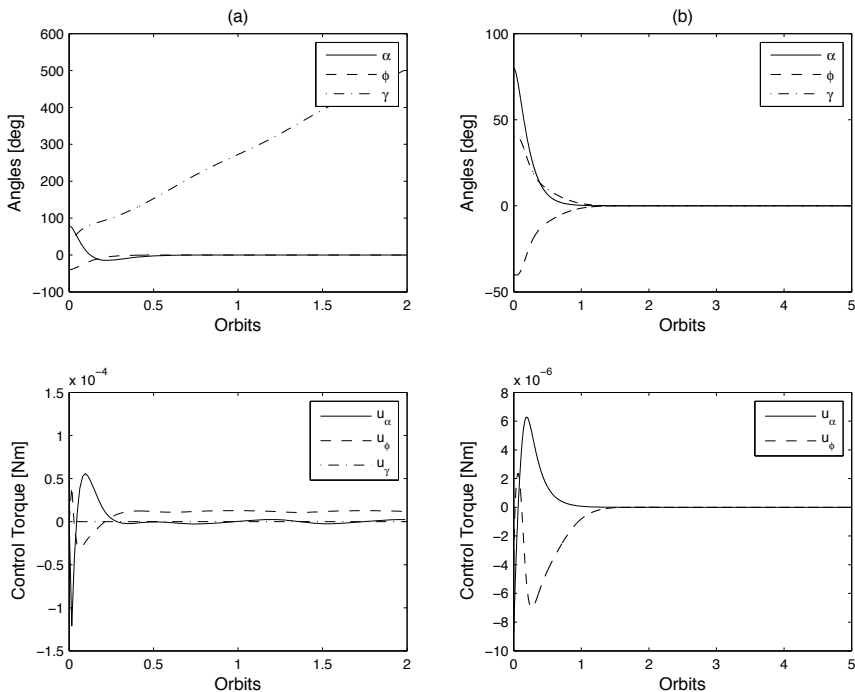 (a)
600
500
400
300
200
100
0
−100
Angles [deg]
0
0.5
1
1.5
2
Orbits
α
ϕ
γ
(b)
100
50
0
−50
Angles [deg]
0
1
2
3
4
5
Orbits
α
ϕ
γ
x 10⁻⁴
1.5
1
0.5
0
−0.5
−1
−1.5
Control Torque [Nm]
0
0.5
1
1.5
2
Orbits
u_α
u_ϕ
u_γ
x 10⁻⁶
8
6
4
2
0
−2
−4
−6
−8
−10
Control Torque [Nm]
0
1
2
3
4
5
Orbits
u_α
u_ϕ